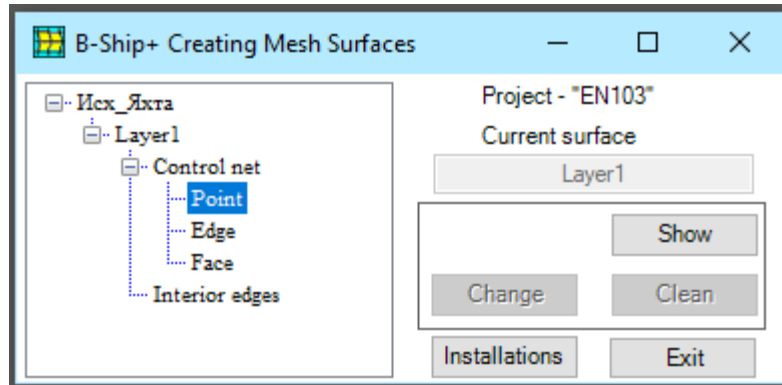 B-Ship+ Creating Mesh Surfaces
Исх_Яхта
Layer1
Control net
Point
Edge
Face
Interior edges
Project - "EN103"
Current surface
Layer1
Show
Change
Clean
Installations
Exit